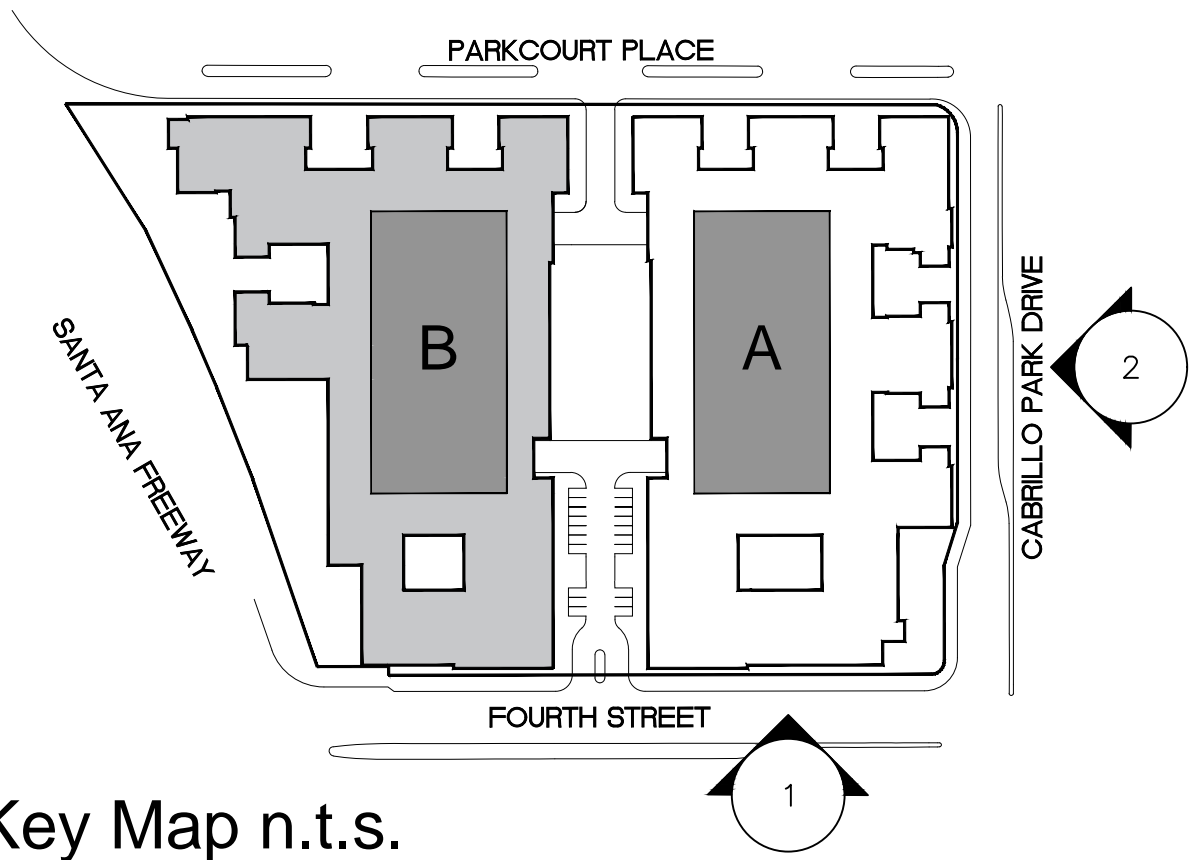 PARKCOURT PLACE
B
A
SANTA ANA FREEWAY
CABRILLO PARK DRIVE
2
FOURTH STREET
1
Key Map n.t.s.